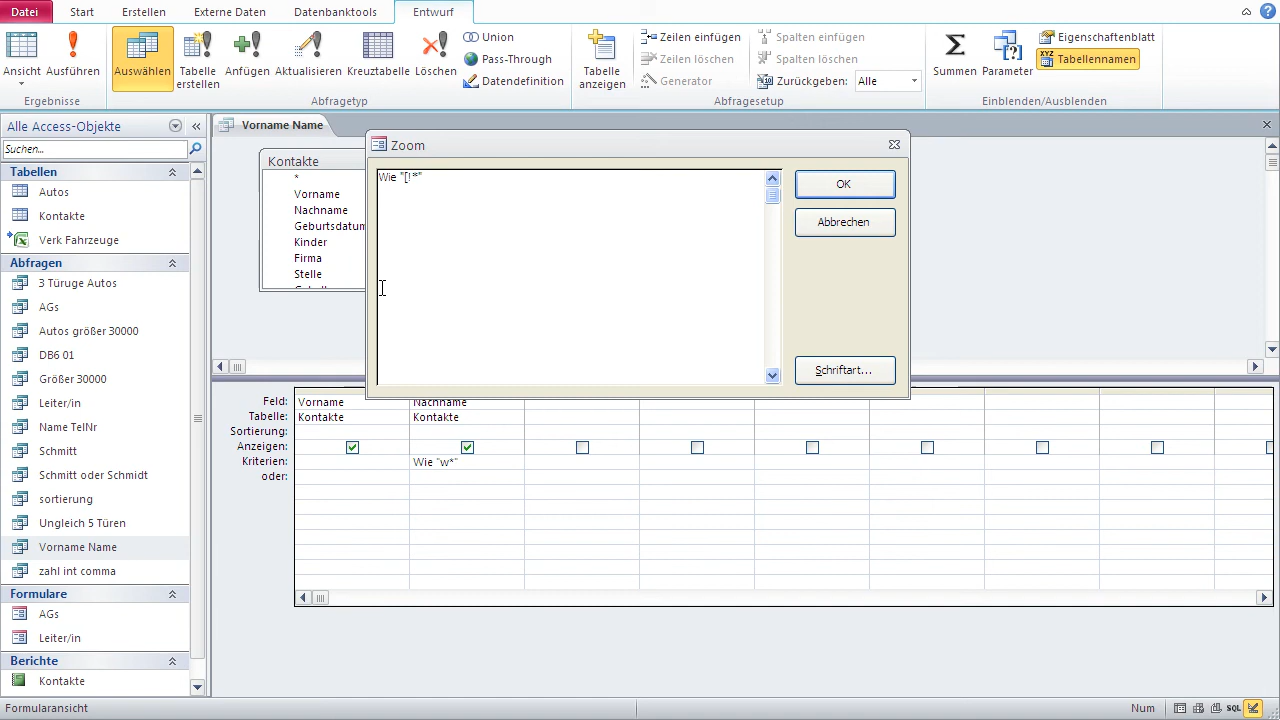 Datei Start Erstellen Externe Daten Datenbanktools Entwurf
Ansicht Ausführen
Auswählen Tabelle erstellen Anfügen Aktualisieren Kreuztabelle Löschen
Union
Pass-Through
Datendefinition
Tabelle anzeigen
Zeilen einfügen
Zeilen löschen
Generator
Spalten einfügen
Spalten löschen
Zurückgeben: Alle
Summen Parameter
Eigenschaftenblatt
XYZ Tabellennamen
Ergebnisse Abfragetyp Abfragesetup Einblenden/Ausblenden
Alle Access-Objekte
Suchen...
Tabellen
Autos
Kontakte
Verk Fahrzeuge
Abfragen
3 Türuge Autos
AGs
Autos größer 30000
DB6 01
Größer 30000
Leiter/in
Name TelNr
Schmitt
Schmitt oder Schmidt
sortierung
Ungleich 5 Türen
Vorname Name
zahl int comma
Formulare
AGs
Leiter/in
Berichte
Kontakte
Vorname Name
Kontakte
*
Vorname
Nachname
Geburtsdatum
Kinder
Firma
Stelle
Zoom
Wie "[!*"
OK
Abbrechen
Schriftart...
Feld: Vorname Nachname
Tabelle: Kontakte Kontakte
Sortierung:
Anzeigen:
Kriterien: Wie "w*"
oder:
Formularansicht Num SQL